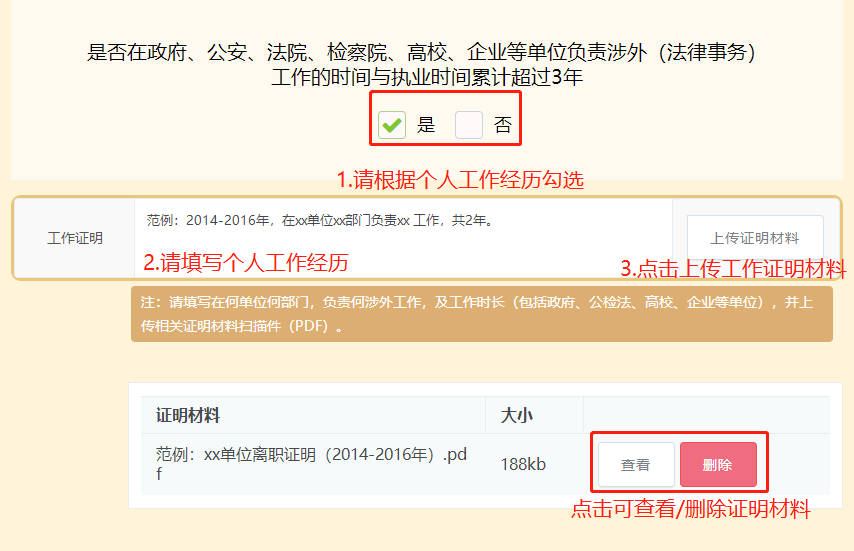 是否在政府、公安、法院、检察院、高校、企业等单位负责涉外（法律事务）
工作的时间与执业时间累计超过3年
是 否
1.请根据个人工作经历勾选
工作证明
范例：2014-2016年，在xx单位xx部门负责xx 工作，共2年。
上传证明材料
2.请填写个人工作经历
3.点击上传工作证明材料
注：请填写在何单位何部门，负责何涉外工作，及工作时长（包括政府、公检法、高校、企业等单位），并上
传相关证明材料扫描件（PDF）。
证明材料 大小
范例：xx单位离职证明（2014-2016年）.pd
f
188kb
查看 删除
点击可查看/删除证明材料